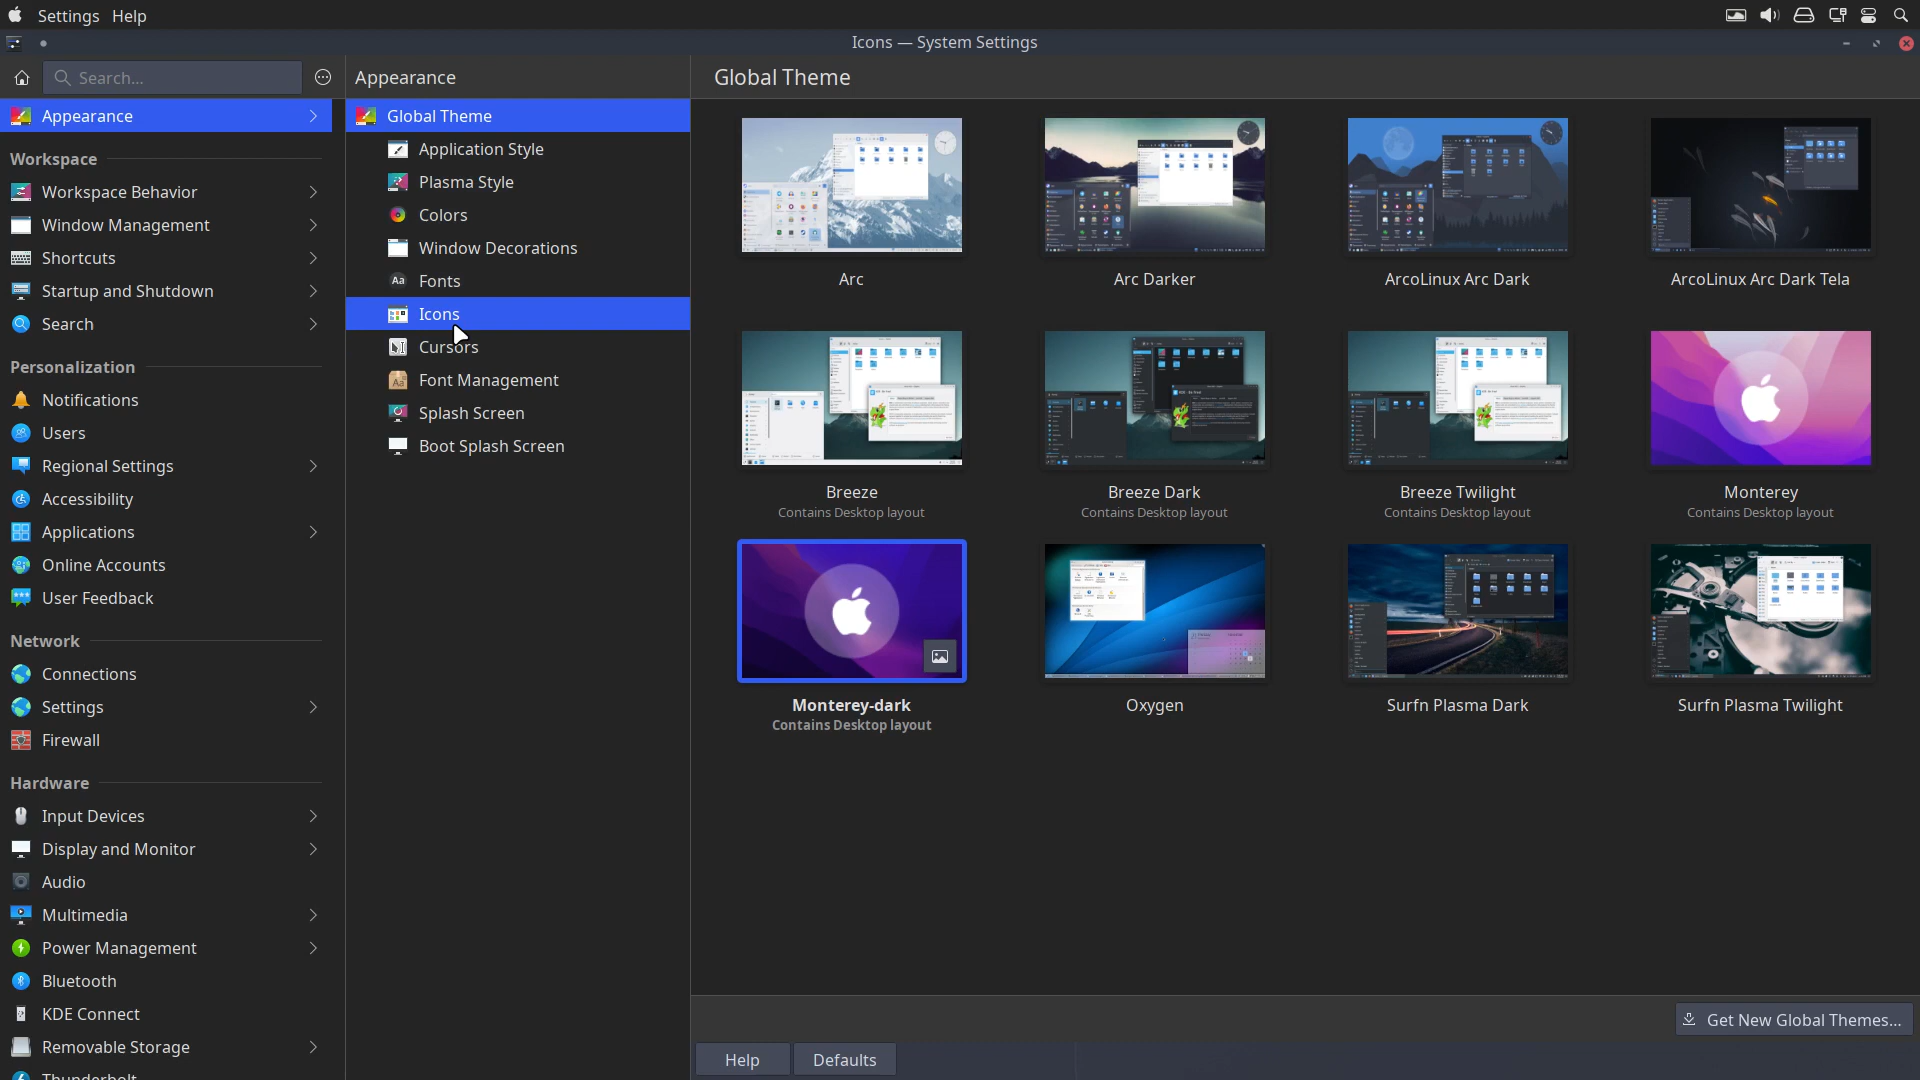 Settings Help
Icons — System Settings
Search...
Appearance
Workspace
Workspace Behavior
Window Management
Shortcuts
Startup and Shutdown
Search
Personalization
Notifications
Users
Regional Settings
Accessibility
Applications
Online Accounts
User Feedback
Network
Connections
Settings
Firewall
Hardware
Input Devices
Display and Monitor
Audio
Multimedia
Power Management
Bluetooth
KDE Connect
Removable Storage
Thunderbolt
Appearance
Global Theme
Application Style
Plasma Style
Colors
Window Decorations
Aa Fonts
Icons
Cursors
Aa Font Management
Splash Screen
Boot Splash Screen
Global Theme
Arc
Arc Darker
ArcoLinux Arc Dark
ArcoLinux Arc Dark Tela
Breeze
Contains Desktop layout
Breeze Dark
Contains Desktop layout
Breeze Twilight
Contains Desktop layout
Monterey
Contains Desktop layout
Monterey-dark
Contains Desktop layout
Oxygen
Surfn Plasma Dark
Surfn Plasma Twilight
Get New Global Themes...
Help
Defaults